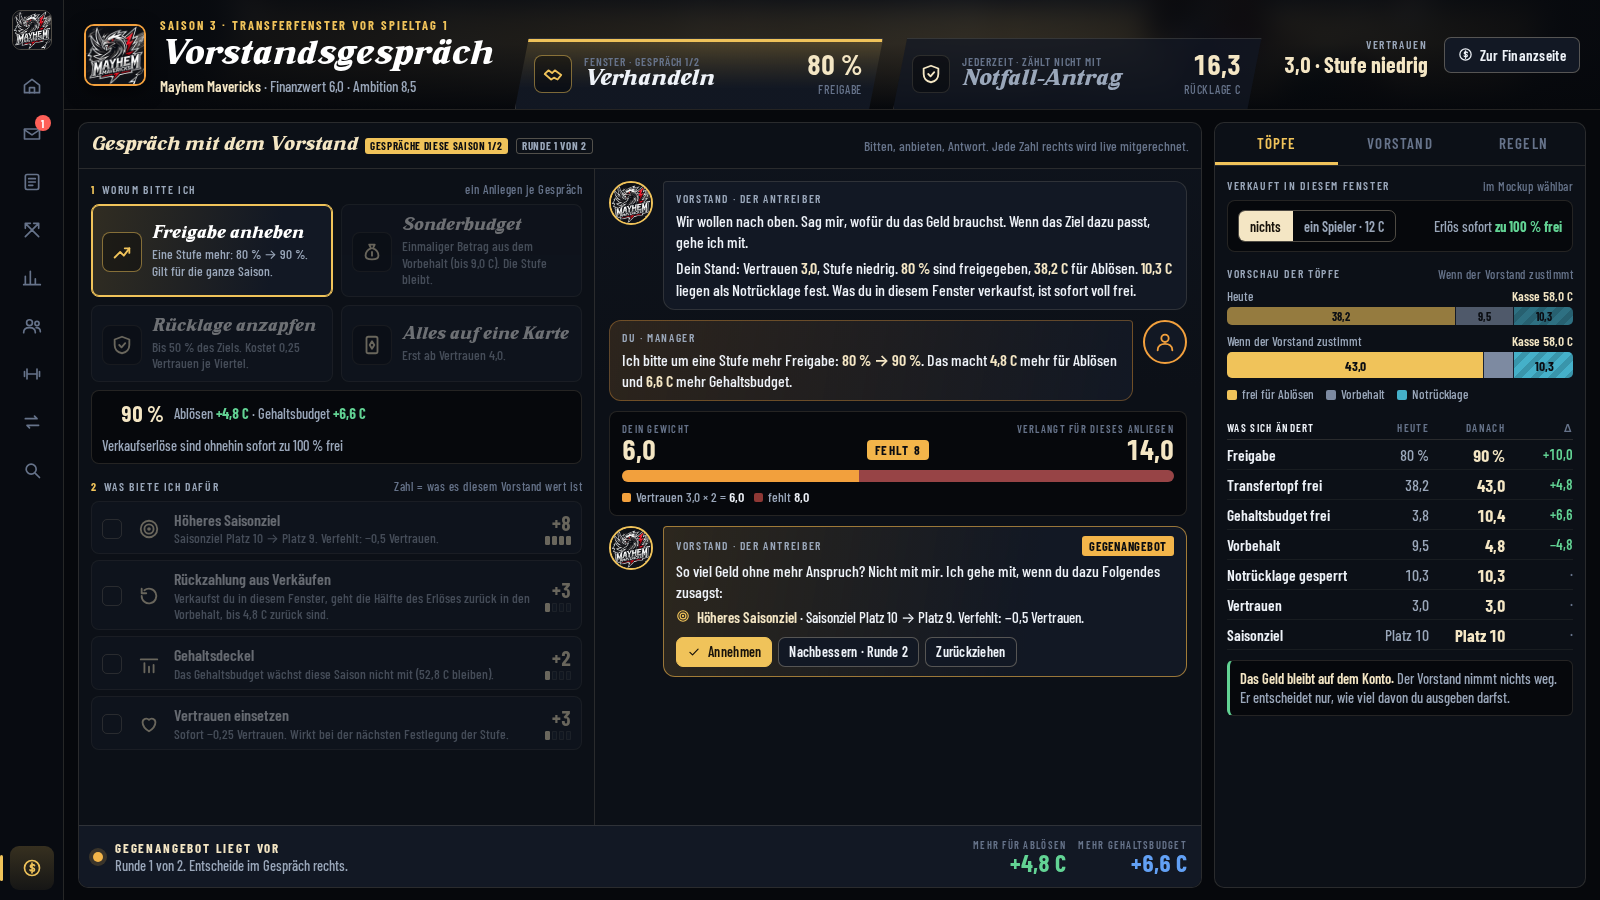 SAISON 3 · TRANSFERFENSTER VOR SPIELTAG 1
Vorstandsgespräch
Mayhem Mavericks · Finanzwert 6,0 · Ambition 8,5
FENSTER · GESPRÄCH 1/2
Verhandeln
80 %
FREIGABE
JEDERZEIT · ZÄHLT NICHT MIT
Notfall-Antrag
16,3
RÜCKLAGE C
VERTRAUEN
3,0 · Stufe niedrig
Zur Finanzseite
1
MAYHEM
Gespräch mit dem Vorstand
GESPRÄCHE DIESE SAISON 1/2
RUNDE 1 VON 2
Bitten, anbieten, Antwort. Jede Zahl rechts wird live mitgerechnet.
1 WORUM BITTE ICH
ein Anliegen je Gespräch
Freigabe anheben
Eine Stufe mehr: 80 % → 90 %.
Gilt für die ganze Saison.
Sonderbudget
Einmaliger Betrag aus dem
Vorbehalt (bis 9,0 C). Die Stufe
bleibt.
Rücklage anzapfen
Bis 50 % des Ziels. Kostet 0,25
Vertrauen je Viertel.
Alles auf eine Karte
Erst ab Vertrauen 4,0.
90 %
Ablösen +4,8 C · Gehaltsbudget +6,6 C
Verkaufserlöse sind ohnehin sofort zu 100 % frei
2 WAS BIETE ICH DAFÜR
Zahl = was es diesem Vorstand wert ist
Höheres Saisonziel
Saisonziel Platz 10 → Platz 9. Verfehlt: −0,5 Vertrauen.
+8
Rückzahlung aus Verkäufen
Verkaufst du in diesem Fenster, geht die Hälfte des Erlöses zurück in den
Vorbehalt, bis 4,8 C zurück sind.
+3
Gehaltsdeckel
Das Gehaltsbudget wächst diese Saison nicht mit (52,8 C bleiben).
+2
Vertrauen einsetzen
Sofort −0,25 Vertrauen. Wirkt bei der nächsten Festlegung der Stufe.
+3
VORSTAND · DER ANTREIBER
Wir wollen nach oben. Sag mir, wofür du das Geld brauchst. Wenn das Ziel dazu passt,
gehe ich mit.
Dein Stand: Vertrauen 3,0, Stufe niedrig. 80 % sind freigegeben, 38,2 C für Ablösen. 10,3 C
liegen als Notrücklage fest. Was du in diesem Fenster verkaufst, ist sofort voll frei.
DU · MANAGER
Ich bitte um eine Stufe mehr Freigabe: 80 % → 90 %. Das macht 4,8 C mehr für Ablösen
und 6,6 C mehr Gehaltsbudget.
DEIN GEWICHT
6,0
FEHLT 8
VERLANGT FÜR DIESES ANLIEGEN
14,0
Vertrauen 3,0 × 2 = 6,0
fehlt 8,0
VORSTAND · DER ANTREIBER
GEGENANGEBOT
So viel Geld ohne mehr Anspruch? Nicht mit mir. Ich gehe mit, wenn du dazu Folgendes
zusagst:
Höheres Saisonziel · Saisonziel Platz 10 → Platz 9. Verfehlt: −0,5 Vertrauen.
Annehmen
Nachbessern · Runde 2
Zurückziehen
GEGENANGEBOT LIEGT VOR
Runde 1 von 2. Entscheide im Gespräch rechts.
MEHR FÜR ABLÖSEN
+4,8 C
MEHR GEHALTSBUDGET
+6,6 C
TÖPFE
VORSTAND
REGELN
VERKAUFT IN DIESEM FENSTER
im Mockup wählbar
nichts
ein Spieler · 12 C
Erlös sofort zu 100 % frei
VORSCHAU DER TÖPFE
Wenn der Vorstand zustimmt
Heute
Kasse 58,0 C
38,2
9,5
10,3
Wenn der Vorstand zustimmt
Kasse 58,0 C
43,0
10,3
frei für Ablösen
Vorbehalt
Notrücklage
WAS SICH ÄNDERT HEUTE DANACH Δ
Freigabe 80 % 90 % +10,0
Transfertopf frei 38,2 43,0 +4,8
Gehaltsbudget frei 3,8 10,4 +6,6
Vorbehalt 9,5 4,8 −4,8
Notrücklage gesperrt 10,3 10,3 ·
Vertrauen 3,0 3,0 ·
Saisonziel Platz 10 Platz 10 ·
Das Geld bleibt auf dem Konto. Der Vorstand nimmt nichts weg.
Er entscheidet nur, wie viel davon du ausgeben darfst.